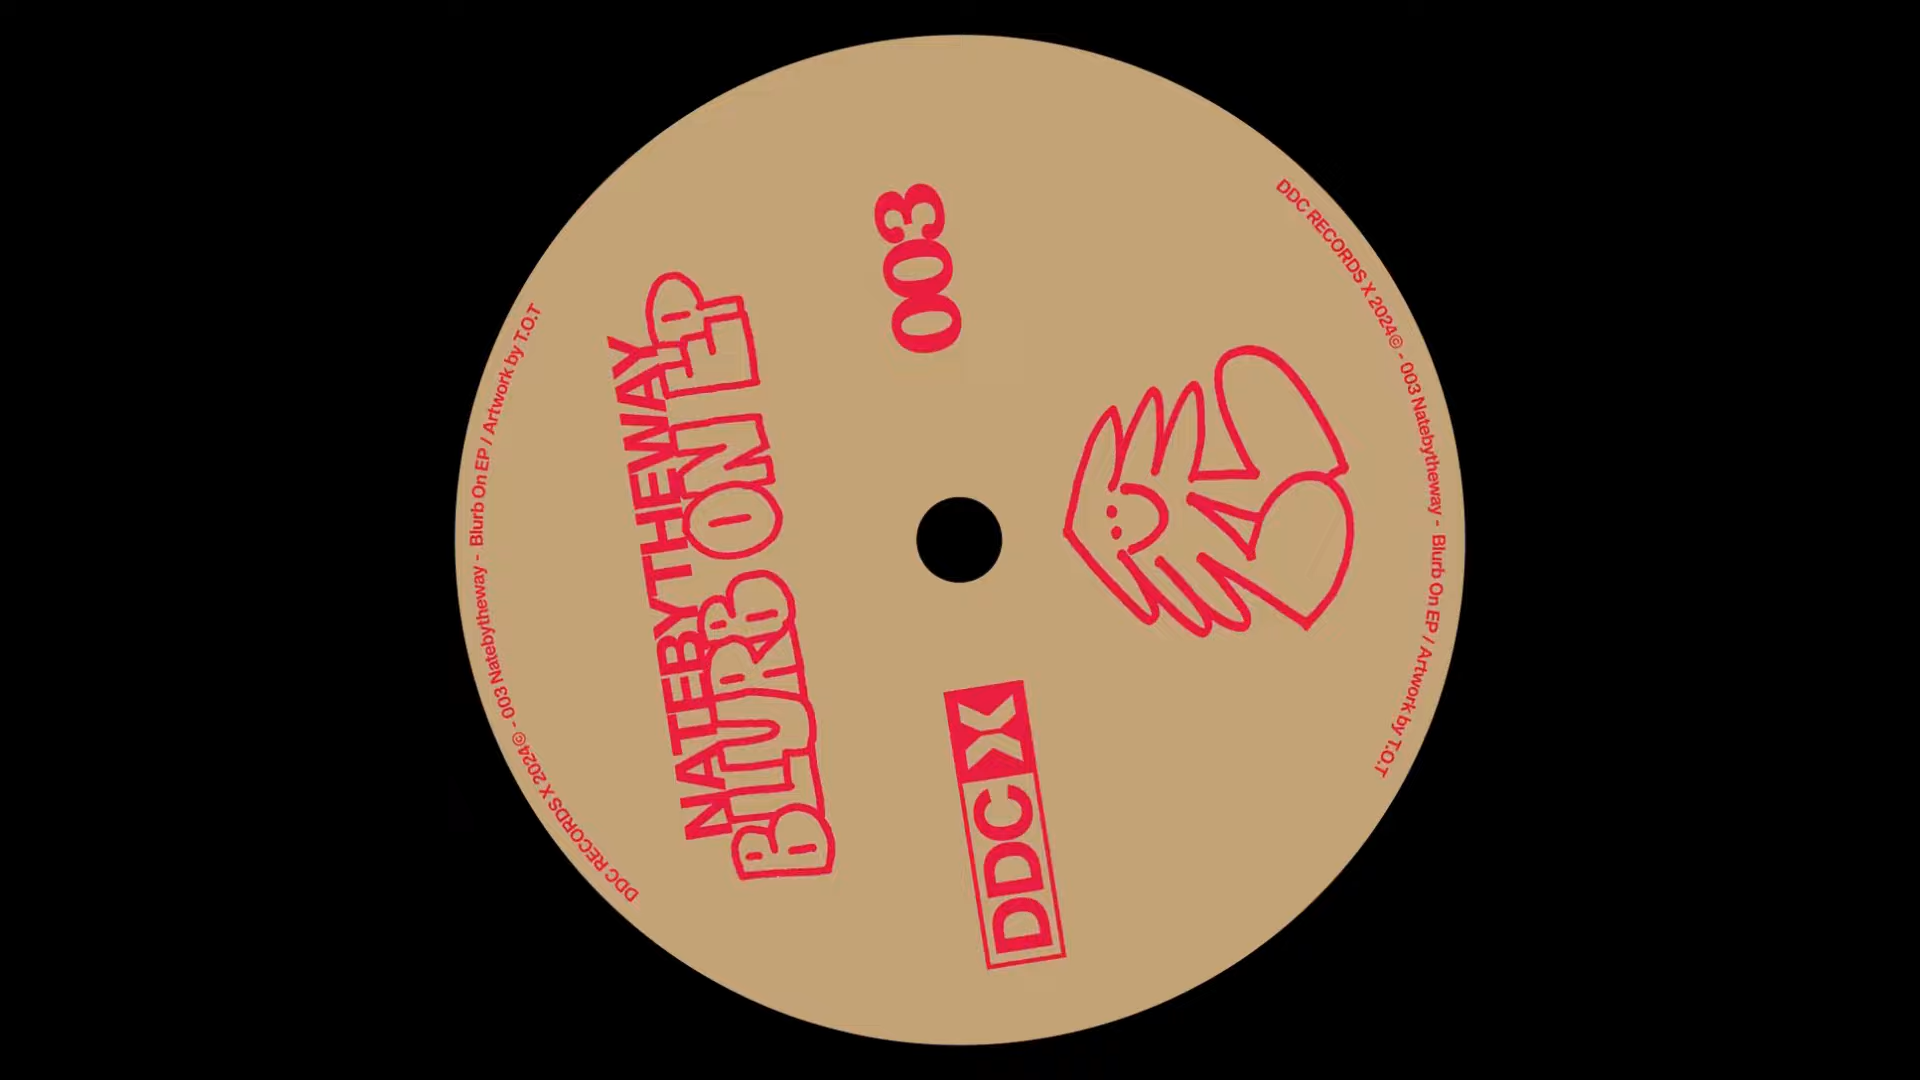 NATEBYTHEWAY
BLURB ON EP
003
DDC
DDC RECORDS X 2024© - 003 Natebytheway - Blurb On EP / Artwork by T.O.T
DDC RECORDS X 2024© - 003 Natebytheway - Blurb On EP / Artwork by T.O.T